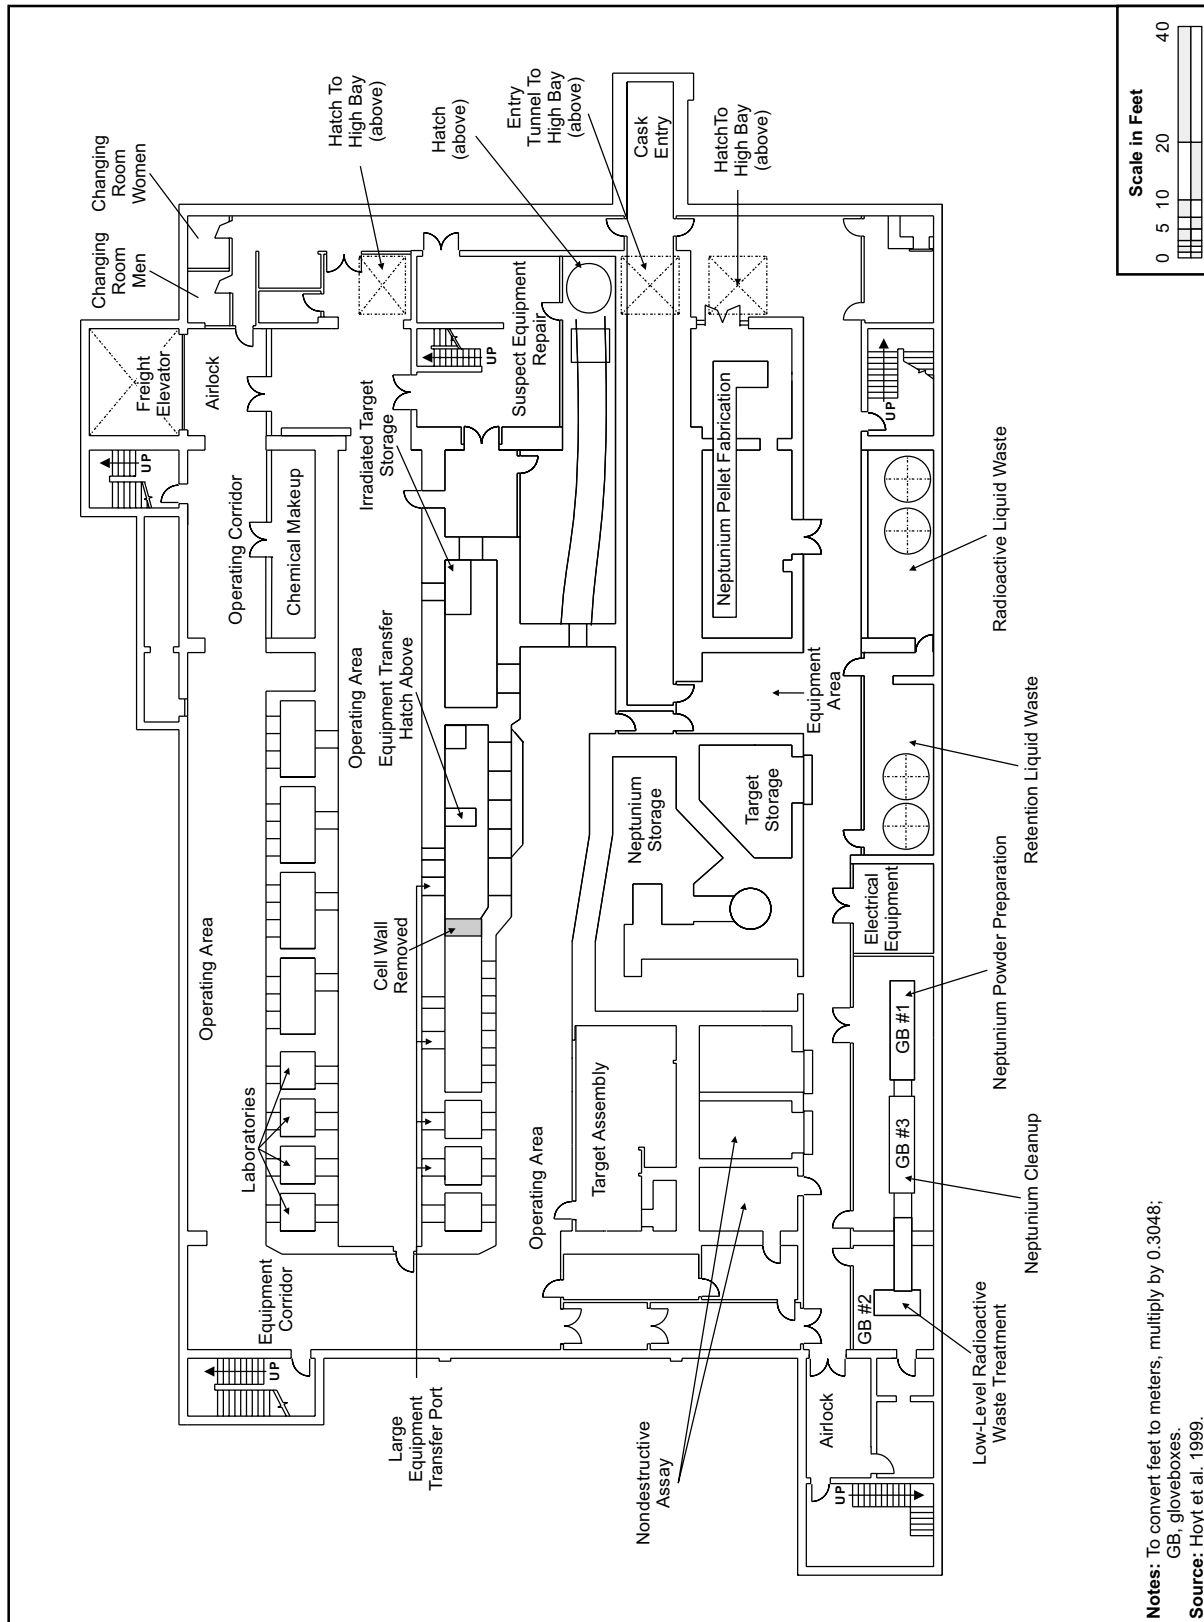 Changing
Room
Women
Changing
Room
Men
Hatch To
High Bay
(above)
Hatch
(above)
Entry
Tunnel To
High Bay
(above)
Cask
Entry
HatchTo
High Bay
(above)
Freight
Elevator
Airlock
UP
Operating Corridor
Chemical Makeup
Suspect Equipment
Repair
UP
Irradiated Target
Storage
Neptunium Pellet Fabrication
UP
Operating Area
Operating Area
Equipment Transfer
Hatch Above
Cell Wall
Removed
Laboratories
Equipment
Area
Neptunium
Storage
Target
Storage
Radioactive Liquid Waste
Retention Liquid Waste
Electrical
Equipment
Operating Area
Target Assembly
GB #1
GB #3
GB #2
Neptunium Powder Preparation
Neptunium Cleanup
Equipment
Corridor
UP
Large
Equipment
Transfer Port
Nondestructive
Assay
Airlock
UP
Low-Level Radioactive
Waste Treatment
Scale in Feet
0 5 10 20 40
Notes: To convert feet to meters, multiply by 0.3048;
GB, gloveboxes.
Source: Hoyt et al. 1999.